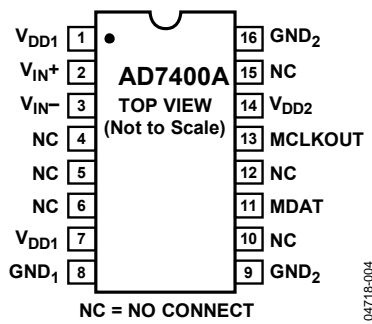 V_DD1 1
V_IN+ 2
V_IN– 3
NC 4
NC 5
NC 6
V_DD1 7
GND_1 8
AD7400A
TOP VIEW
(Not to Scale)
16 GND_2
15 NC
14 V_DD2
13 MCLKOUT
12 NC
11 MDAT
10 NC
9 GND_2
NC = NO CONNECT
04718-004